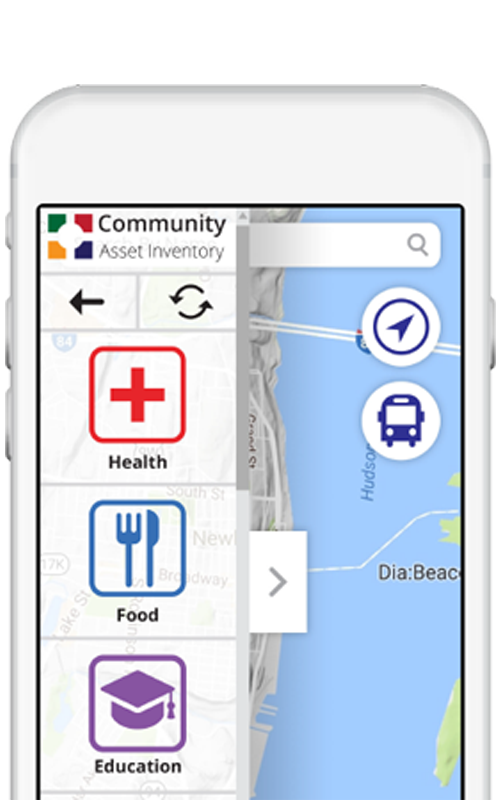 Community
Asset Inventory
84
Health
South St
Newb
17K
Broadway
Lake St
Food
Education
24
Grand St
Hudson
Dia:Beac